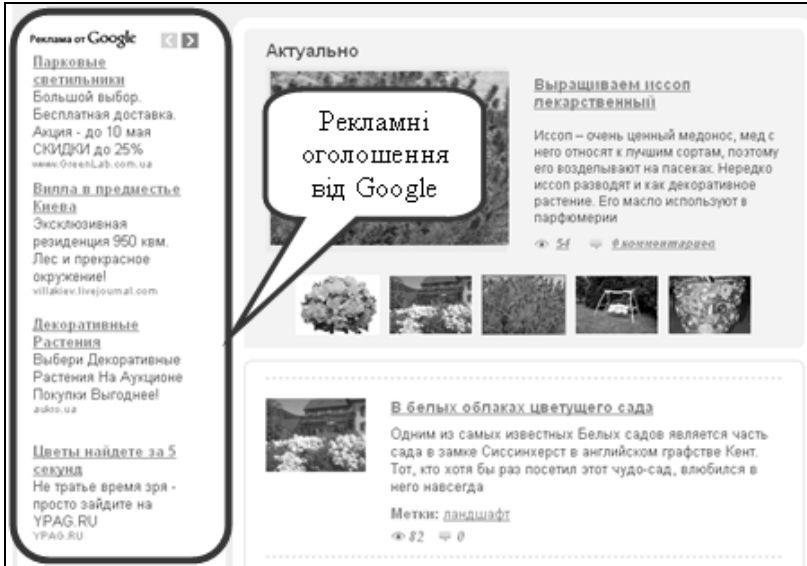 Реклама от Google
Парковые
светильники
Большой выбор.
Бесплатная доставка.
Акция - до 10 мая
СКИДКИ до 25%
www.GreenLab.com.ua
Вилла в предместье
Киева
Эксклюзивная
резиденция 950 квм.
Лес и прекрасное
окружение!
villakiev.livejournal.com
Декоративные
Растения
Выбери Декоративные
Растения На Аукционе
Покупки Выгоднее!
aukro.ua
Цветы найдете за 5
секунд
Не тратье время зря -
просто зайдите на
YPAG.RU
YPAG.RU
Рекламні
оголошення
від Google
Актуально
Выращиваем иссоп
лекарственный
Иссоп – очень ценный медонос, мед с
него относят к лучшим сортам, поэтому
его возделывают на пасеках. Нередко
иссоп разводят и как декоративное
растение. Его масло используют в
парфюмерии
54 0 комментариев
В белых облаках цветущего сада
Одним из самых известных Белых садов является часть
сада в замке Сиссинхерст в английском графстве Кент.
Тот, кто хотя бы раз посетил этот чудо-сад, влюбился в
него навсегда
Метки: ландшафт
82 0